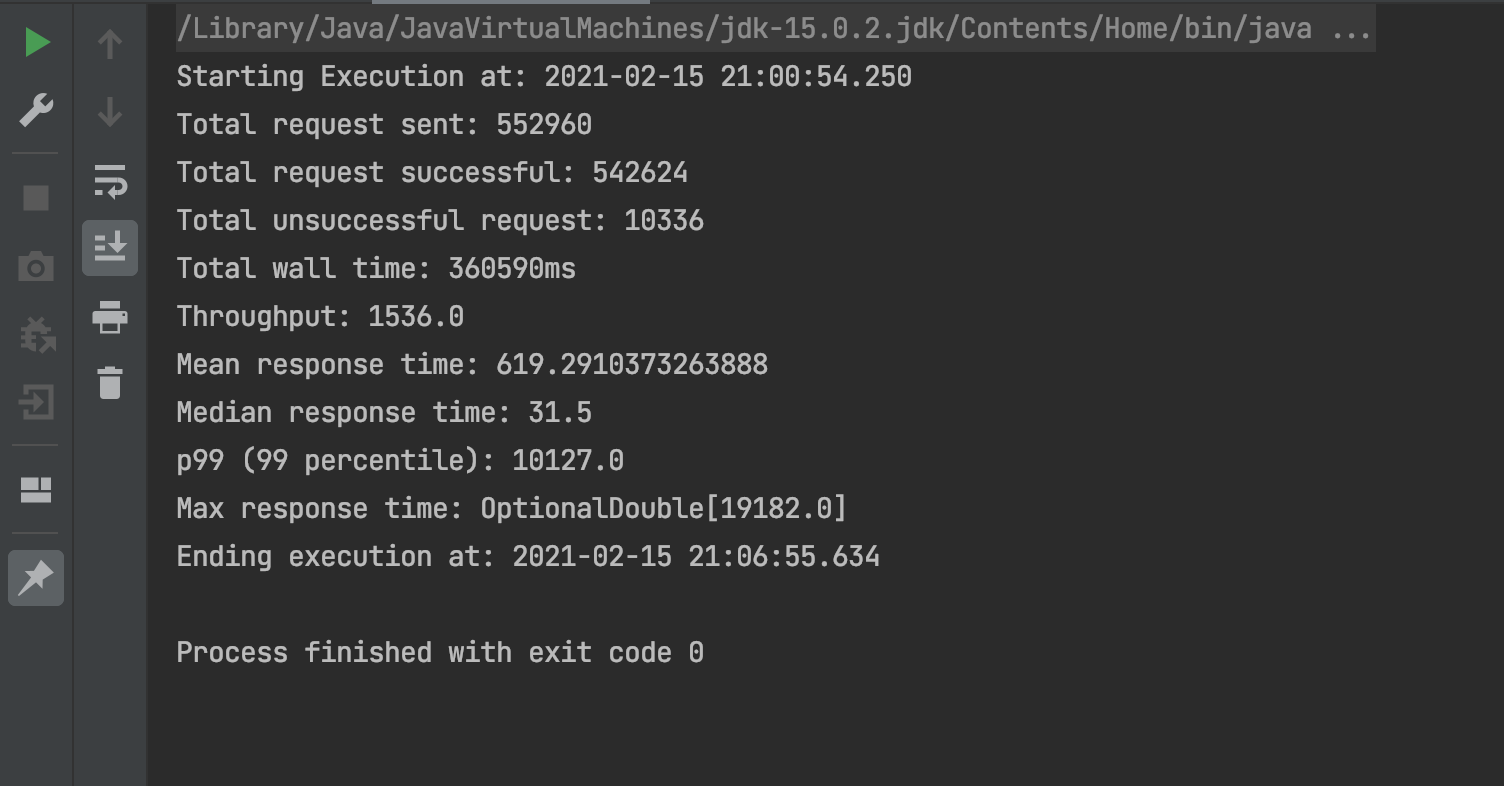 /Library/Java/JavaVirtualMachines/jdk-15.0.2.jdk/Contents/Home/bin/java ...
Starting Execution at: 2021-02-15 21:00:54.250
Total request sent: 552960
Total request successful: 542624
Total unsuccessful request: 10336
Total wall time: 360590ms
Throughput: 1536.0
Mean response time: 619.2910373263888
Median response time: 31.5
p99 (99 percentile): 10127.0
Max response time: OptionalDouble[19182.0]
Ending execution at: 2021-02-15 21:06:55.634
Process finished with exit code 0